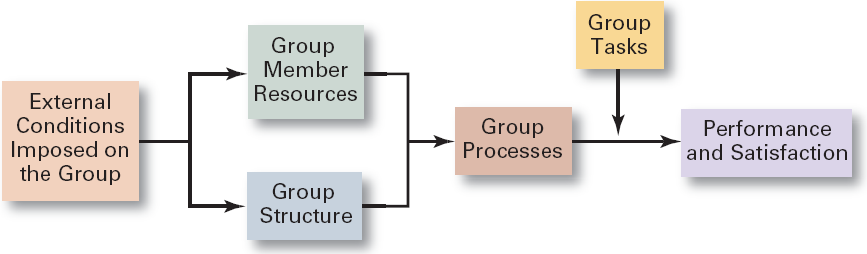 External
Conditions
Imposed on
the Group
Group
Member
Resources
Group
Structure
Group
Processes
Group
Tasks
Performance
and Satisfaction